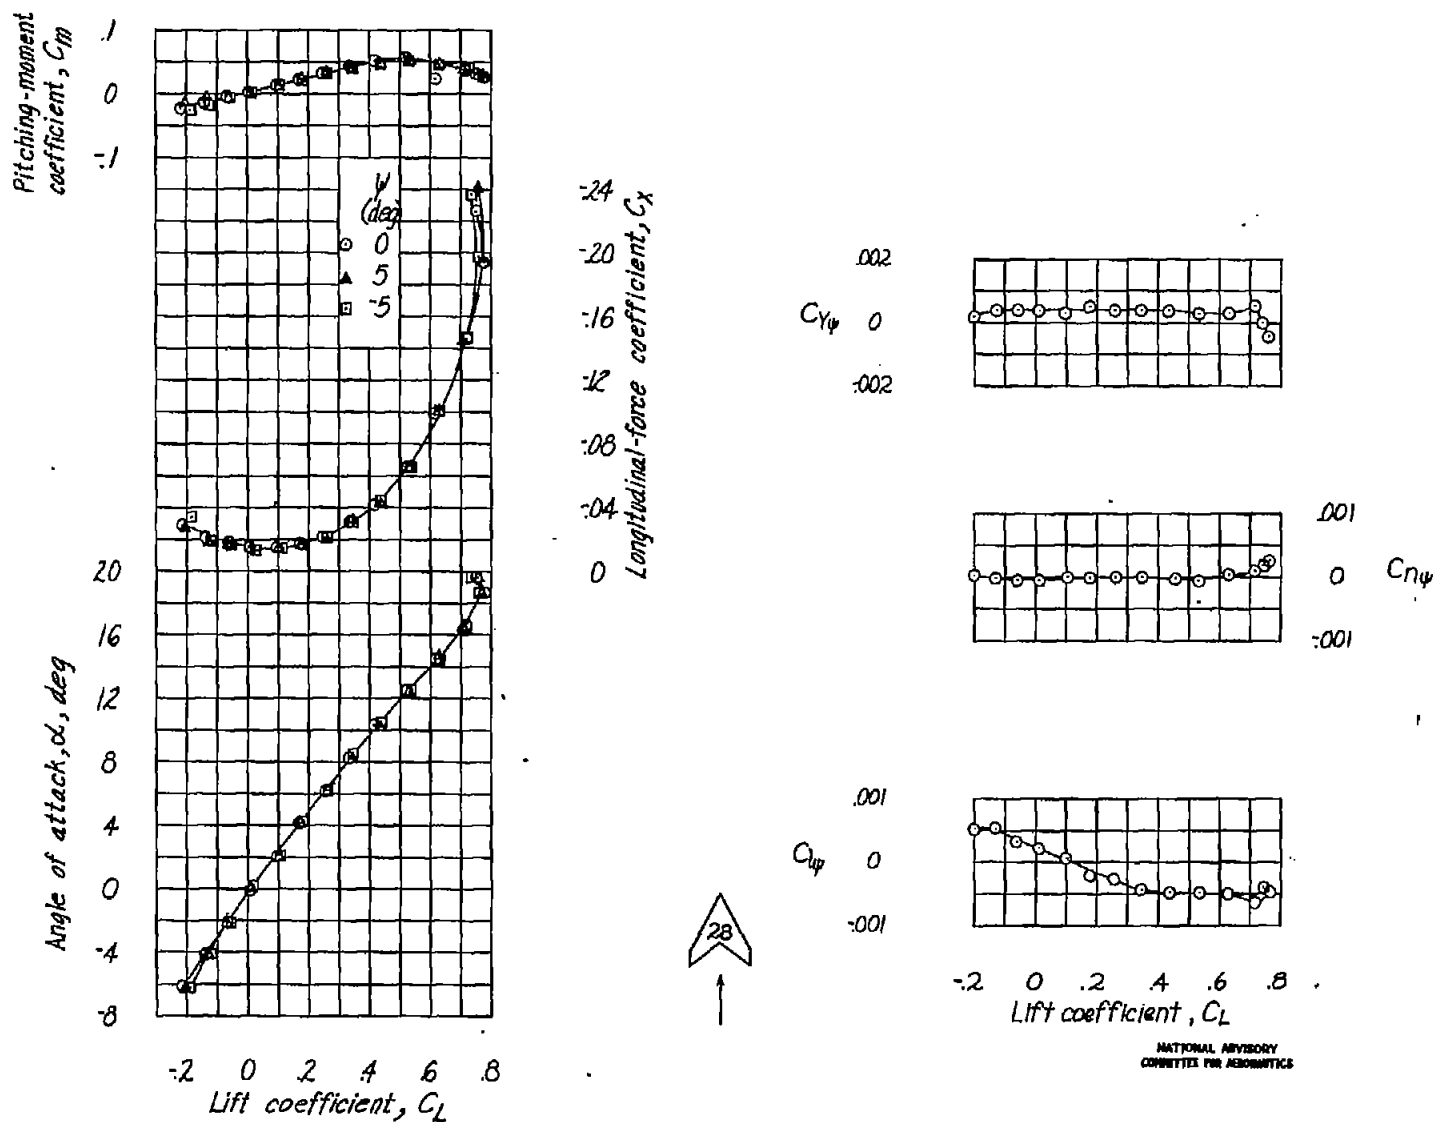 Pitching-moment
coefficient, Cm
.1
0
-.1
ψ
(deg)
0
5
-5
-.24
-.20
-.16
-.12
-.08
-.04
0
Longitudinal-force coefficient, Cx
20
16
12
8
4
0
-4
-8
Angle of attack, α, deg
-.2 0 .2 .4 .6 .8
Lift coefficient, CL
28
.002
CYψ 0
-.002
.001
0 Cnψ
-.001
.001
Clψ 0
-.001
-.2 0 .2 .4 .6 .8
Lift coefficient, CL
NATIONAL ADVISORY
COMMITTEE FOR AERONAUTICS